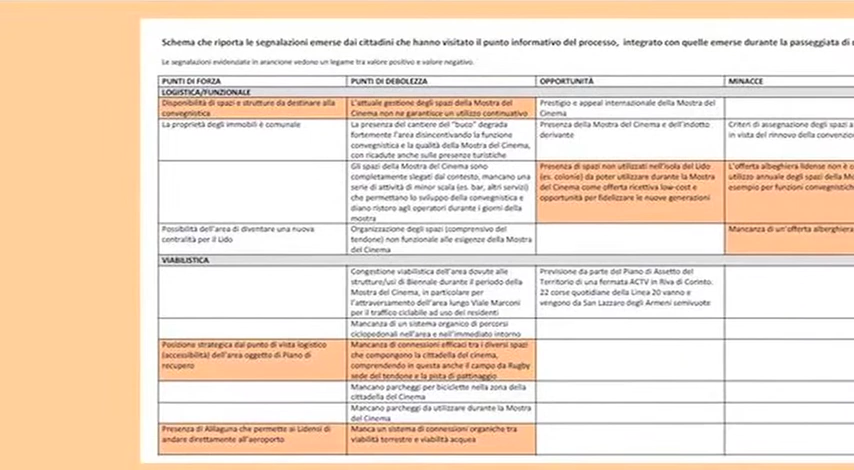 Schema che riporta le segnalazioni emerse dai cittadini che hanno visitato il punto informativo del processo, integrato con quelle emerse durante la passeggiata di
Le segnalazioni evidenziate in arancione vedono un legame tra valore positivo e valore negativo.
PUNTI DI FORZA PUNTI DI DEBOLEZZA OPPORTUNITÀ MINACCE
LOGISTICA/FUNZIONALE
Disponibilità di spazi e strutture da destinare alla
convegnistica
L'attuale gestione degli spazi della Mostra del
Cinema non ne garantisce un utilizzo continuativo
Prestigio e appeal internazionale della Mostra del
Cinema
La proprietà degli immobili è comunale
La presenza del cantiere del "buco" degrada
fortemente l'area disincentivando la funzione
convegnistica e la qualità della Mostra del Cinema,
con ricadute anche sulle presenze turistiche
Presenza della Mostra del Cinema e dell'indotto
derivante
Criteri di assegnazione degli spazi a
in vista del rinnovo della convenzio
Gli spazi della Mostra del Cinema sono
completamente slegati dal contesto, mancano una
serie di attività di minor scala (es. bar, altri servizi)
che permettano lo sviluppo della convegnistica e
diano ristoro agli operatori durante i giorni della
mostra
Presenza di spazi non utilizzati nell'isola del Lido
(es. colonie) da poter utilizzare durante la Mostra
del Cinema come offerta ricettiva low-cost e
opportunità per fidelizzare le nuove generazioni
L'offerta albeghiera lidense non è o
utilizzo annuale degli spazi della Mo
esempio per funzioni convegnistich
Possibilità dell'area di diventare una nuova
centralità per il Lido
Organizzazione degli spazi (comprensivo del
tendone) non funzionale alle esigenze della Mostra
del Cinema
Mancanza di un'offerta alberghiera
VIABILISTICA
Congestione viabilistica dell'area dovute alle
strutture/usi di Biennale durante il periodo della
Mostra del Cinema, in particolare per
l'attraversamento dell'area lungo Viale Marconi
per il traffico ciclabile ad uso dei residenti
Previsione da parte del Piano di Assetto del
Territorio di una fermata ACTV in Riva di Corinto.
22 corse quotidiane della Linea 20 vanno e
vengono da San Lazzaro degli Armeni semivuote
Mancanza di un sistema organico di percorsi
ciclopedonali nell'area e nell'immediato intorno
Posizione strategica dal punto di vista logistico
(accessibilità) dell'area oggetto di Piano di
recupero
Mancanza di connessioni efficaci tra i diversi spazi
che compongono la cittadella del cinema,
comprendendo in questa anche il campo da Rugby
sede del tendone e la pista di pattinaggio
Mancano parcheggi per biciclette nella zona della
cittadella del Cinema
Mancano parcheggi da utilizzare durante la Mostra
del Cinema
Presenza di Alilaguna che permette ai Lidensi di
andare direttamente all'aeroporto
Manca un sistema di connessioni organiche tra
viabilità terrestre e viabilità acquea